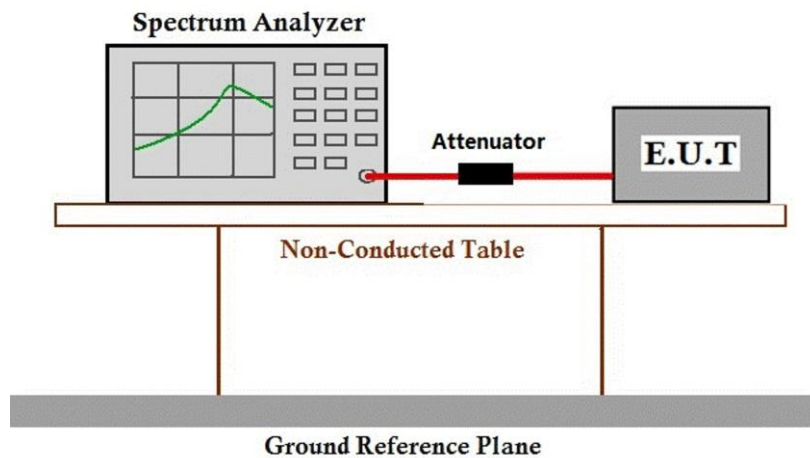 Spectrum Analyzer
Attenuator
E.U.T
Non-Conducted Table
Ground Reference Plane